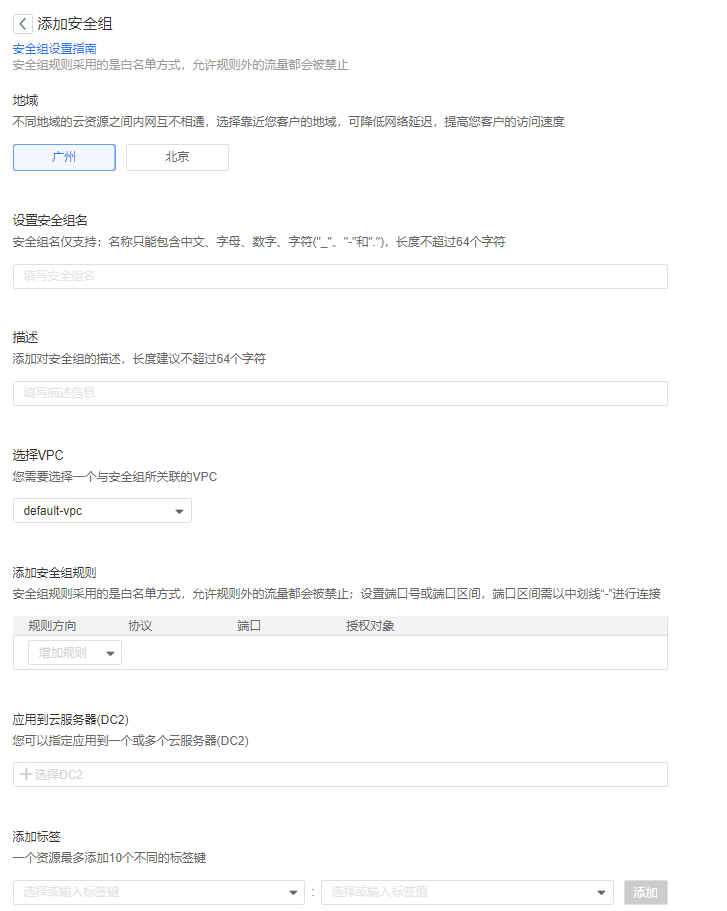 添加安全组
安全组设置指南
安全组规则采用的是白名单方式，允许规则外的流量都会被禁止
地域
不同地域的云资源之间内网互不相通，选择靠近您客户的地域，可降低网络延迟，提高您客户的访问速度
广州 北京
设置安全组名
安全组名仅支持：名称只能包含中文、字母、数字、字符("_"、"-"和".")，长度不超过64个字符
填写安全组名
描述
添加对安全组的描述，长度建议不超过64个字符
填写描述信息
选择VPC
您需要选择一个与安全组所关联的VPC
default-vpc
添加安全组规则
安全组规则采用的是白名单方式，允许规则外的流量都会被禁止；设置端口号或端口区间，端口区间需以中划线“-”进行连接
规则方向 协议 端口 授权对象
增加规则
应用到云服务器(DC2)
您可以指定应用到一个或多个云服务器(DC2)
选择DC2
添加标签
一个资源最多添加10个不同的标签键
选择或输入标签键 : 选择或输入标签值 添加